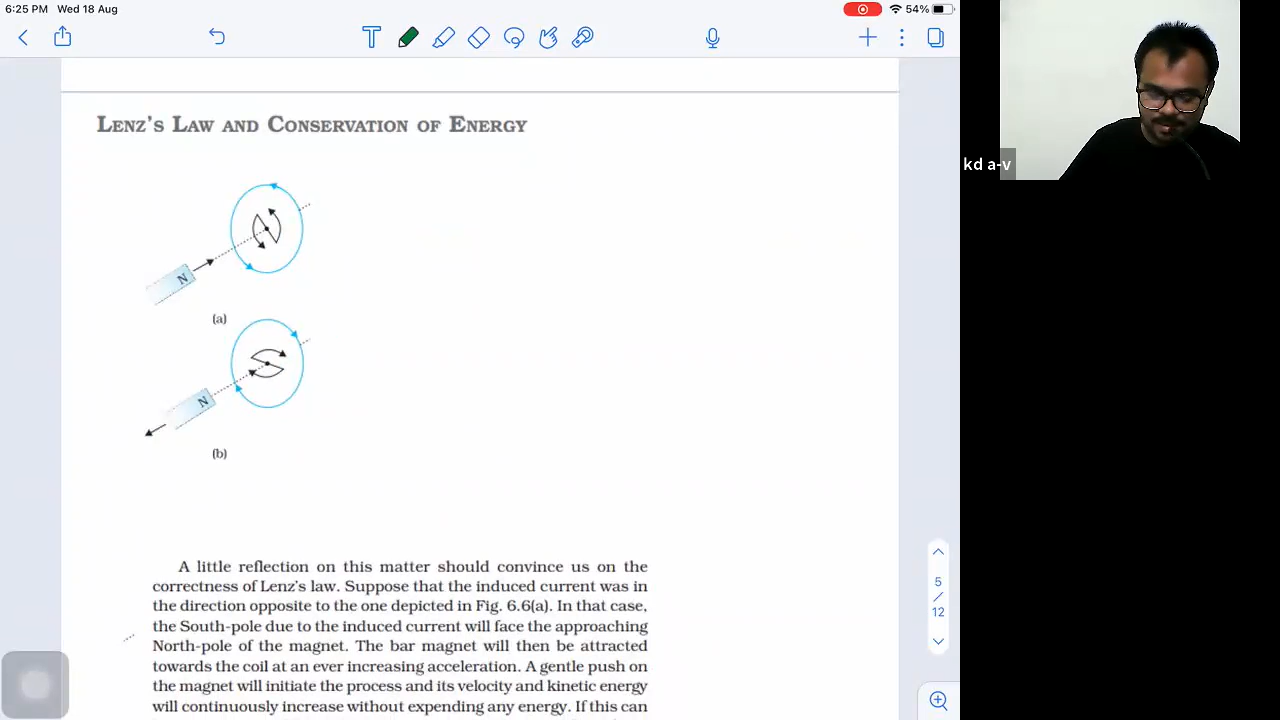 6:25 PM Wed 18 Aug
54%
LENZ'S LAW AND CONSERVATION OF ENERGY
kd a-v
N
(a)
N
(b)
A little reflection on this matter should convince us on the
correctness of Lenz's law. Suppose that the induced current was in
the direction opposite to the one depicted in Fig. 6.6(a). In that case,
the South-pole due to the induced current will face the approaching
North-pole of the magnet. The bar magnet will then be attracted
towards the coil at an ever increasing acceleration. A gentle push on
the magnet will initiate the process and its velocity and kinetic energy
will continuously increase without expending any energy. If this can
5
/
12